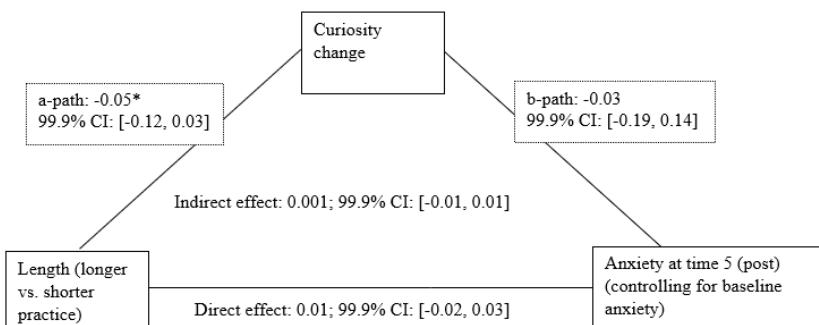 Curiosity
change
a-path: -0.05*
99.9% CI: [-0.12, 0.03]
b-path: -0.03
99.9% CI: [-0.19, 0.14]
Indirect effect: 0.001; 99.9% CI: [-0.01, 0.01]
Length (longer
vs. shorter
practice)
Anxiety at time 5 (post)
(controlling for baseline
anxiety)
Direct effect: 0.01; 99.9% CI: [-0.02, 0.03]